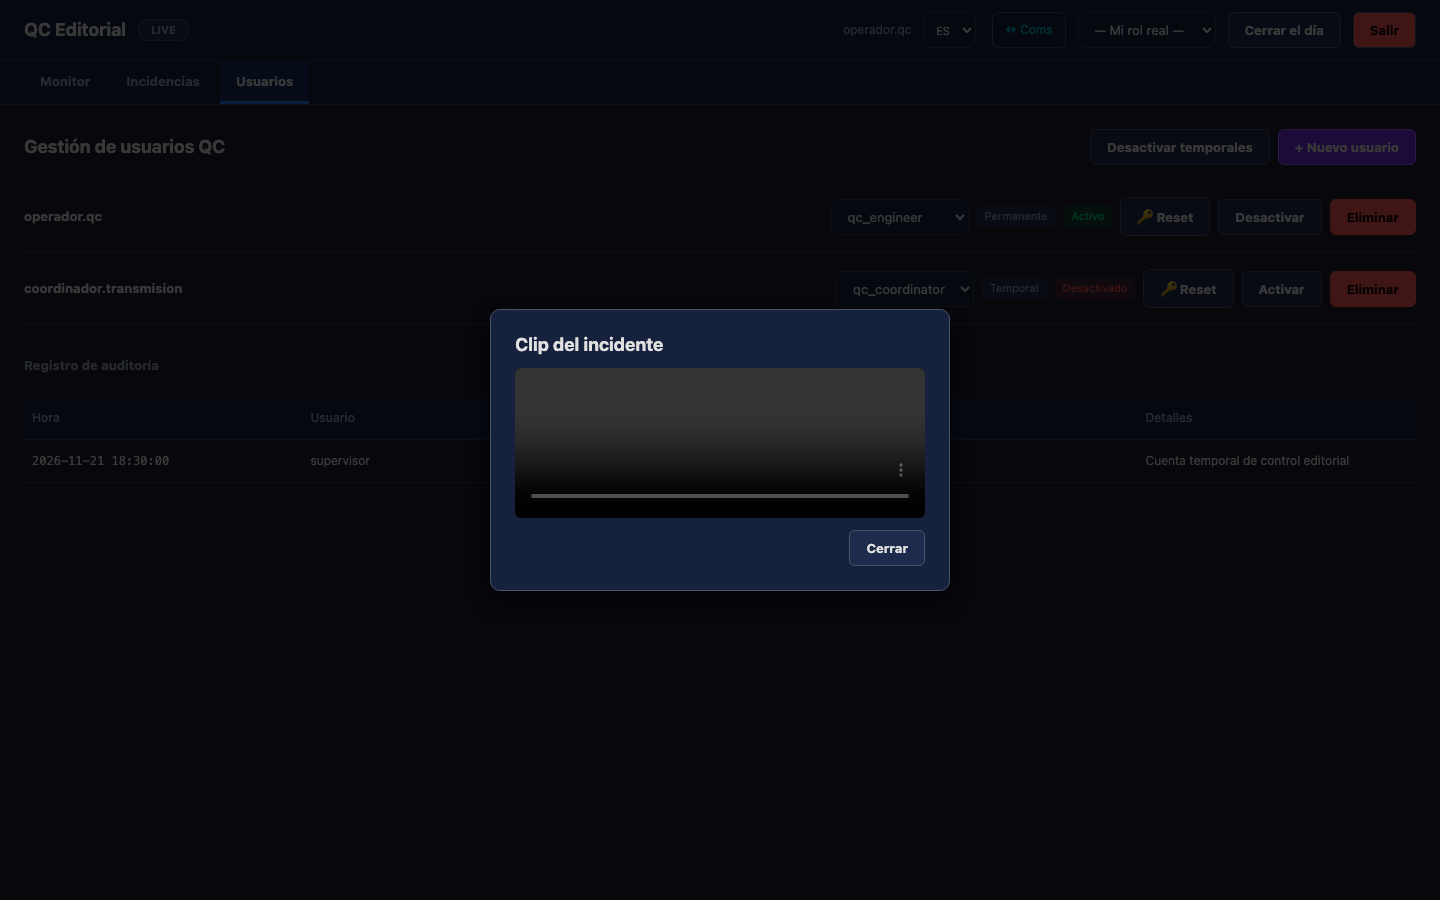 QC Editorial LIVE operador.qc ES ↔ Coms — Mi rol real — Cerrar el día Salir
Monitor Incidencias Usuarios
Gestión de usuarios QC Desactivar temporales + Nuevo usuario
operador.qc qc_engineer Permanente Activo 🔑 Reset Desactivar Eliminar
coordinador.transmision qc_coordinator Temporal Desactivado 🔑 Reset Activar Eliminar
Clip del incidente
Cerrar
Registro de auditoría
Hora Usuario Detalles
2026-11-21 18:30:00 supervisor Cuenta temporal de control editorial